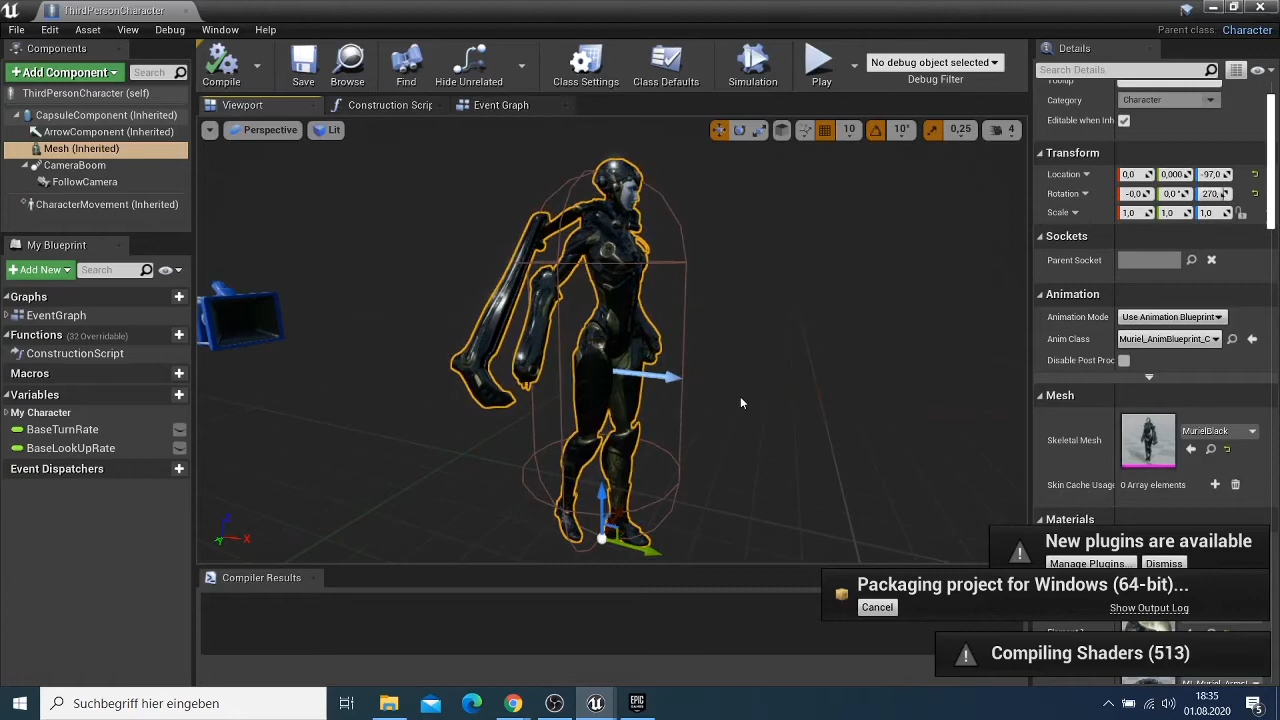 ThirdPersonCharacter
File Edit Asset View Debug Window Help
Parent class: Character
Components
Add Component
Search
ThirdPersonCharacter (self)
CapsuleComponent (Inherited)
ArrowComponent (Inherited)
Mesh (Inherited)
CameraBoom
FollowCamera
CharacterMovement (Inherited)
My Blueprint
Add New
Search
Graphs
EventGraph
Functions (32 Overridable)
ConstructionScript
Macros
Variables
My Character
BaseTurnRate
BaseLookUpRate
Event Dispatchers
Compile
Save
Browse
Find
Hide Unrelated
Class Settings
Class Defaults
Simulation
Play
No debug object selected
Debug Filter
Viewport
Construction Scrip
Event Graph
Perspective
Lit
10
10°
0,25
4
X
Compiler Results
Details
Search Details
Category
Character
Editable when Inh
Transform
Location
0,0 0,000 -97,0
Rotation
-0,0 0,0° 270,
Scale
1,0 1,0 1,0
Sockets
Parent Socket
Animation
Animation Mode
Use Animation Blueprint
Anim Class
Muriel_AnimBlueprint_C
Disable Post Proc
Mesh
Skeletal Mesh
MurielBlack
Skin Cache Usage
0 Array elements
Materials
New plugins are available
Manage Plugins...
Dismiss
Packaging project for Windows (64-bit)...
Cancel
Show Output Log
Compiling Shaders (513)
Suchbegriff hier eingeben
EPIC
GAMES
18:35
01.08.2020
5